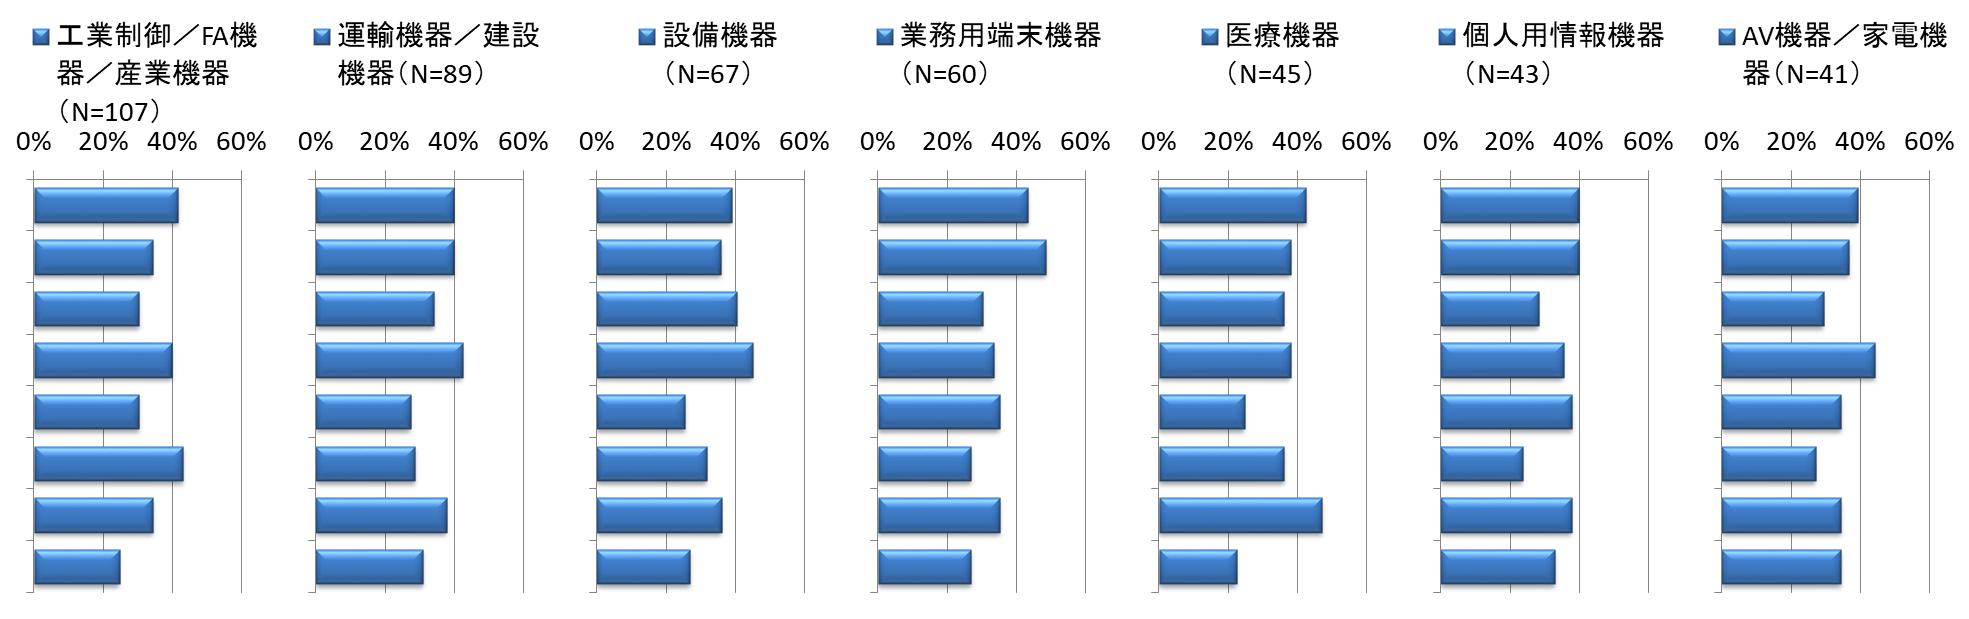 工業制御／FA機
器／産業機器
（N=107）
運輸機器／建設
機器（N=89）
設備機器
（N=67）
業務用端末機器
（N=60）
医療機器
（N=45）
個人用情報機器
（N=43）
AV機器／家電機
器（N=41）
0% 20% 40% 60%
0% 20% 40% 60%
0% 20% 40% 60%
0% 20% 40% 60%
0% 20% 40% 60%
0% 20% 40% 60%
0% 20% 40% 60%